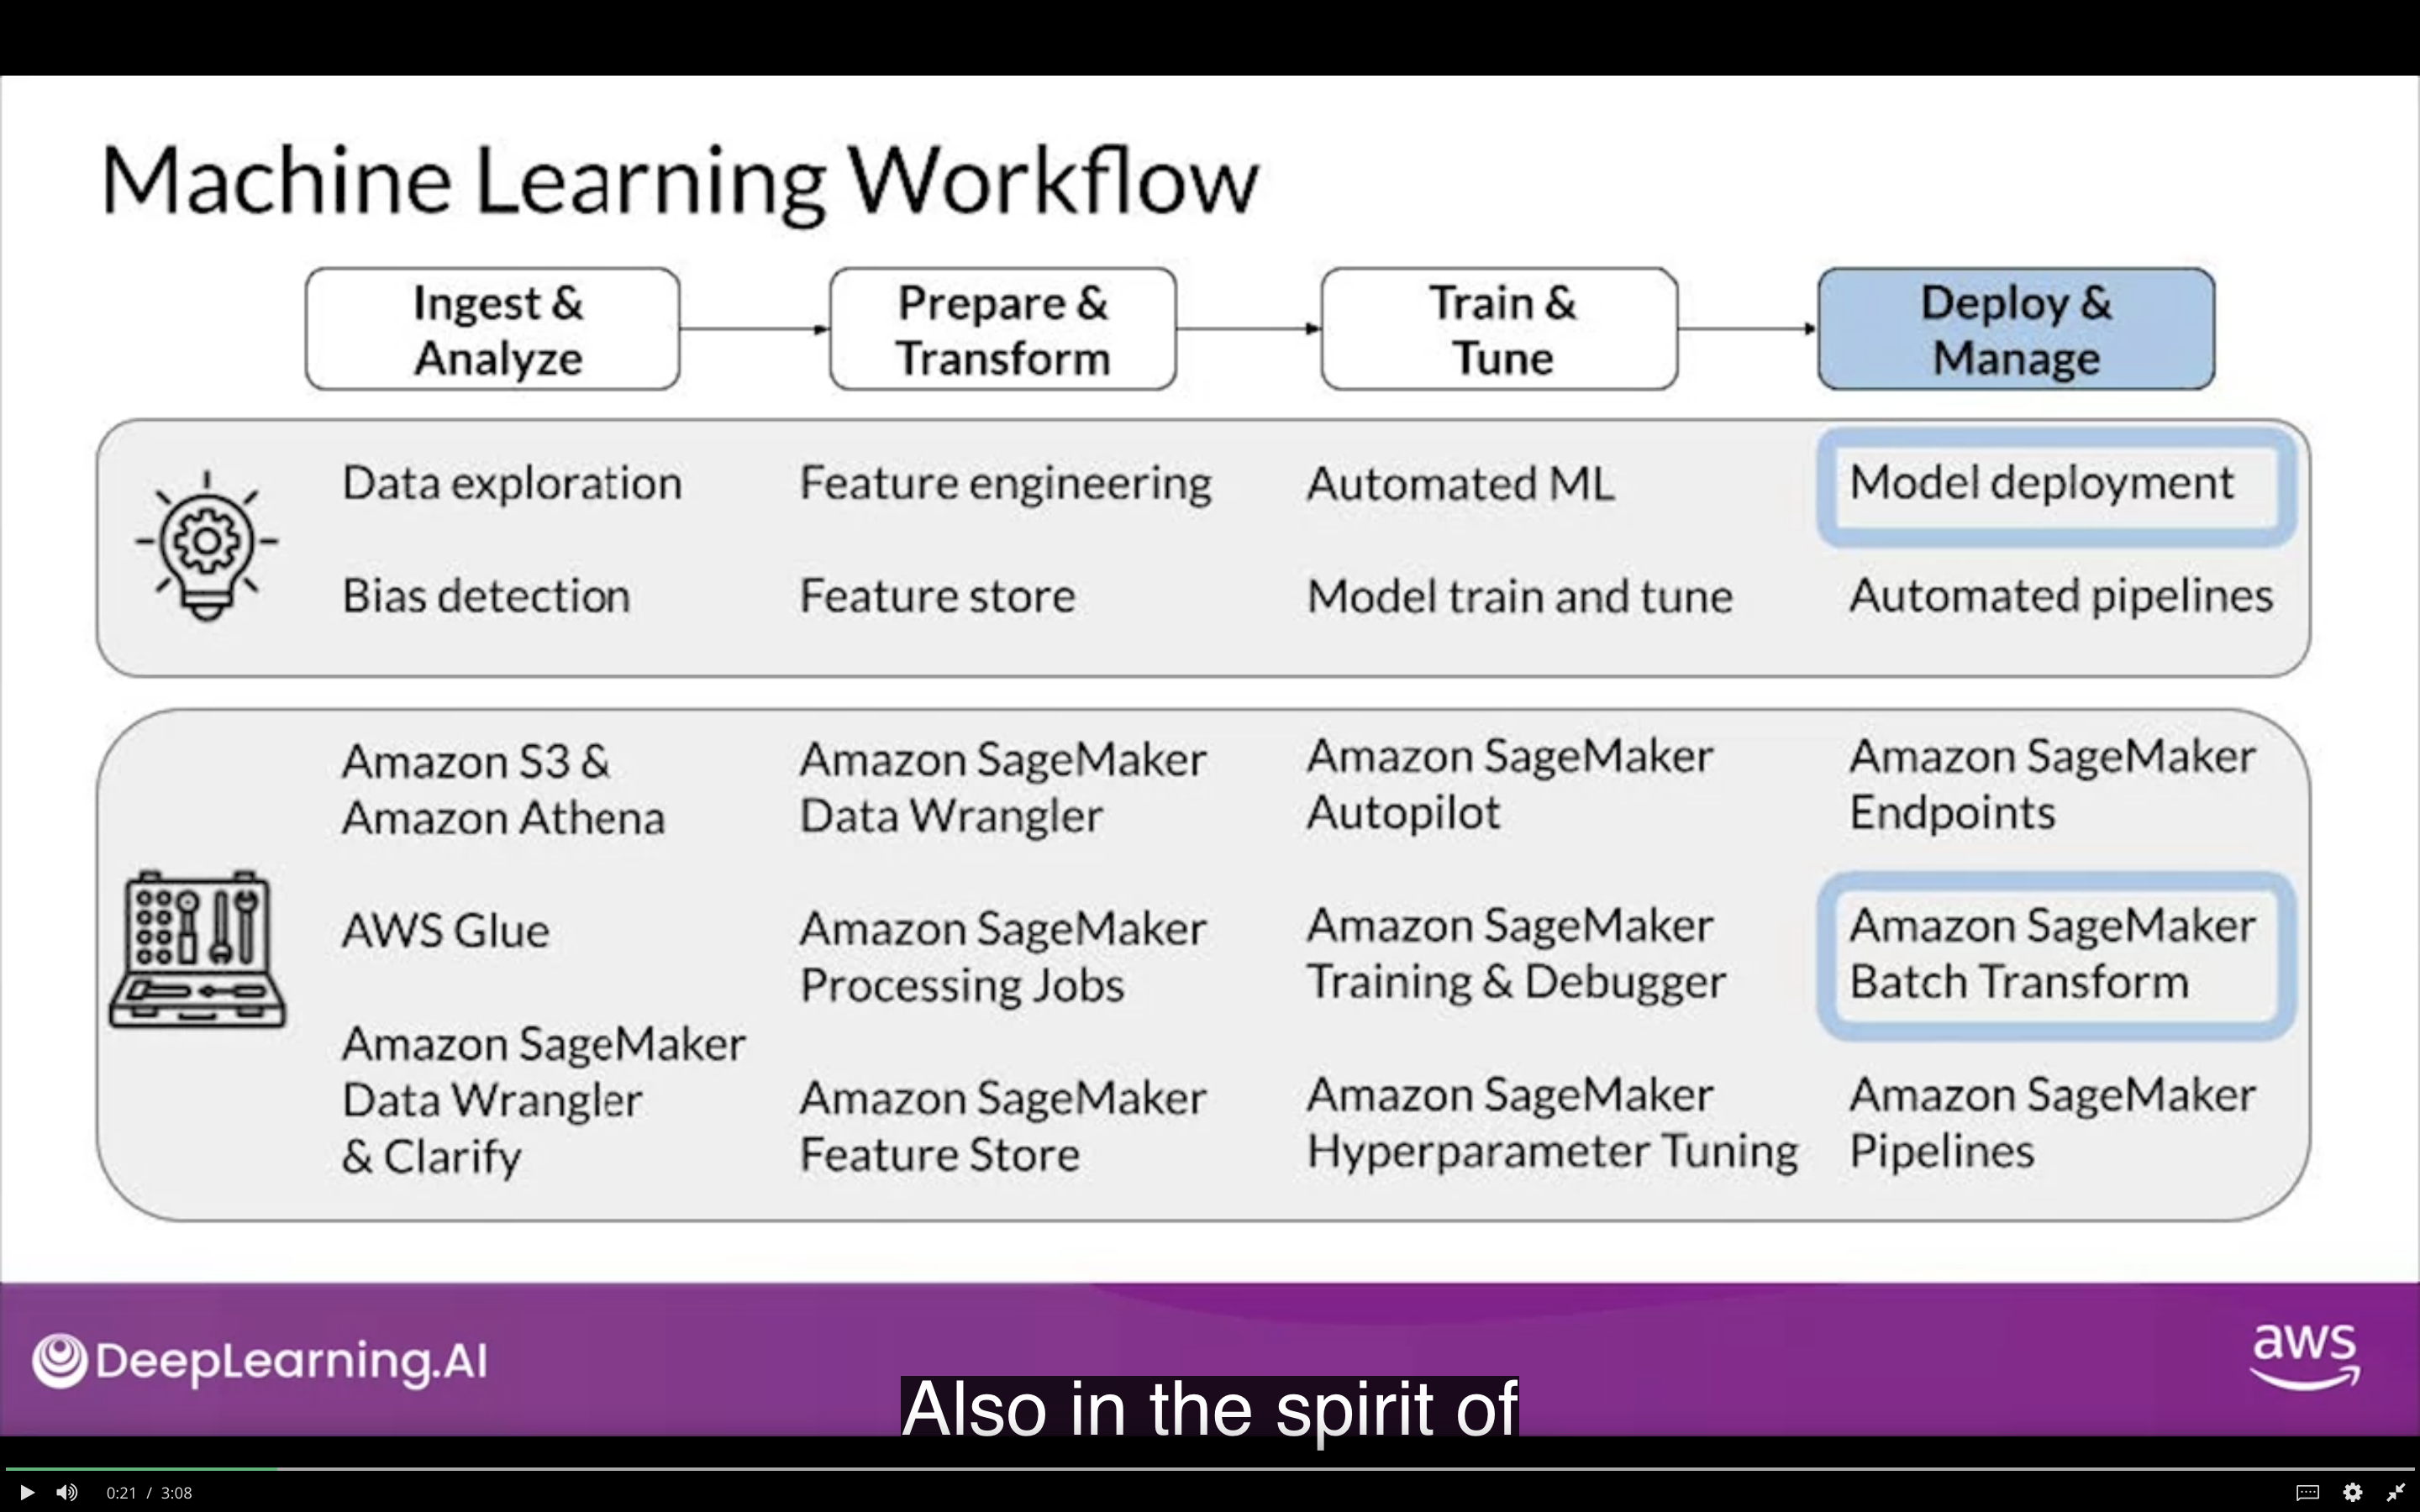 Machine Learning Workflow
Ingest &
Analyze
Prepare &
Transform
Train &
Tune
Deploy &
Manage
Data exploration
Bias detection
Feature engineering
Feature store
Automated ML
Model train and tune
Model deployment
Automated pipelines
Amazon S3 &
Amazon Athena
AWS Glue
Amazon SageMaker
Data Wrangler
& Clarify
Amazon SageMaker
Data Wrangler
Amazon SageMaker
Processing Jobs
Amazon SageMaker
Feature Store
Amazon SageMaker
Autopilot
Amazon SageMaker
Training & Debugger
Amazon SageMaker
Hyperparameter Tuning
Amazon SageMaker
Endpoints
Amazon SageMaker
Batch Transform
Amazon SageMaker
Pipelines
DeepLearning.AI
aws
Also in the spirit of
0:21 / 3:08